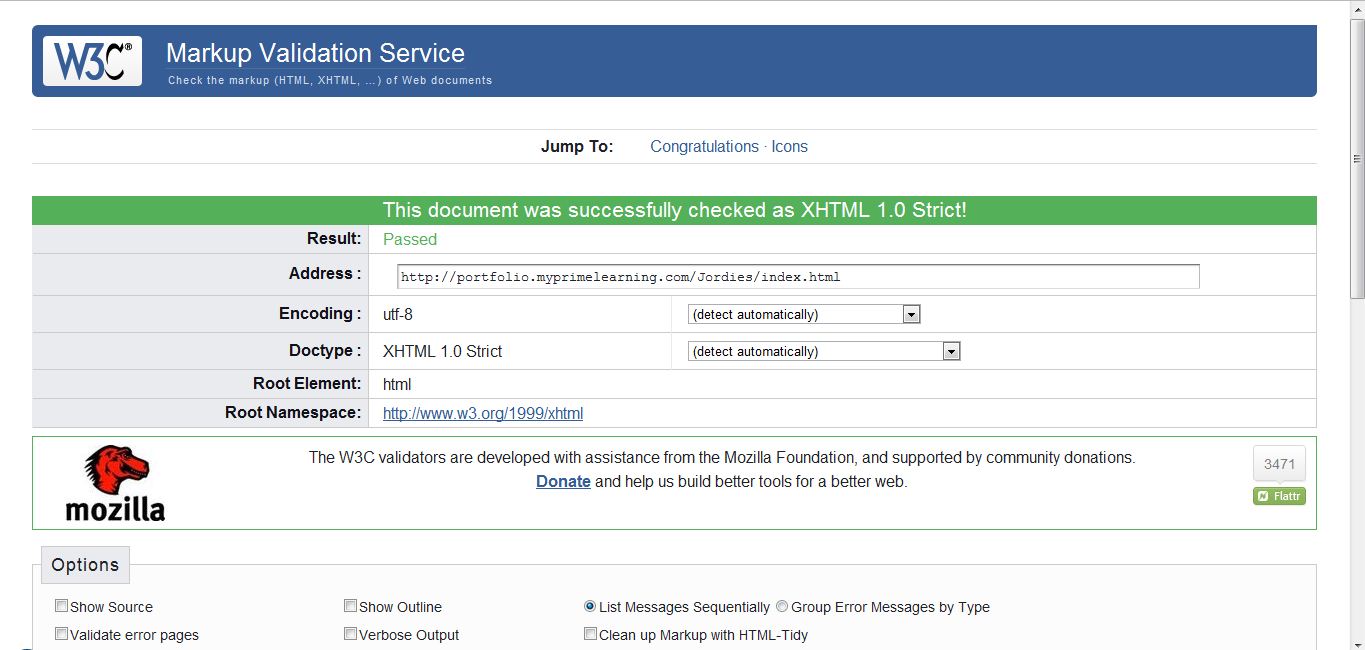 W3C®
Markup Validation Service
Check the markup (HTML, XHTML, …) of Web documents
Jump To: Congratulations · Icons
This document was successfully checked as XHTML 1.0 Strict!
Result: Passed
Address : http://portfolio.myprimelearning.com/Jordies/index.html
Encoding : utf-8 (detect automatically)
Doctype : XHTML 1.0 Strict (detect automatically)
Root Element: html
Root Namespace: http://www.w3.org/1999/xhtml
The W3C validators are developed with assistance from the Mozilla Foundation, and supported by community donations.
Donate and help us build better tools for a better web.
mozilla
3471
Flattr
Options
Show Source Show Outline List Messages Sequentially Group Error Messages by Type
Validate error pages Verbose Output Clean up Markup with HTML-Tidy